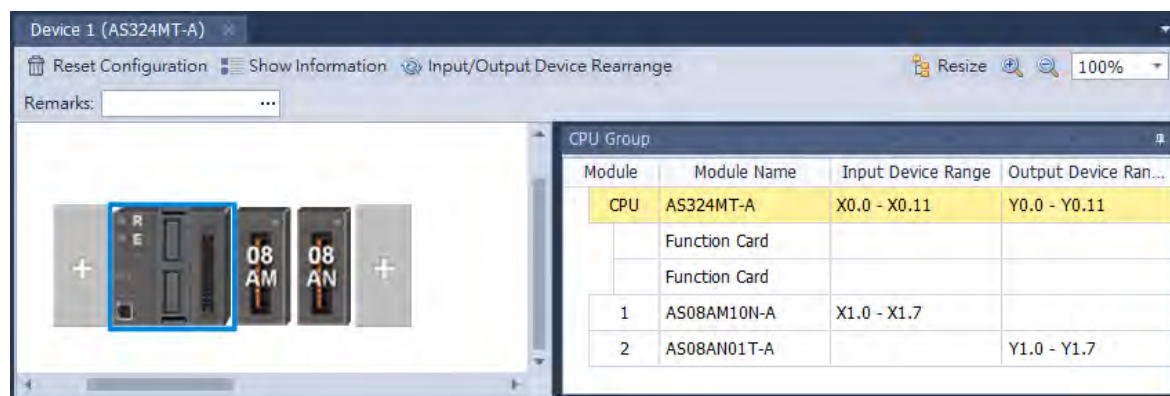 Device 1 (AS324MT-A)
Reset Configuration Show Information Input/Output Device Rearrange Resize 100%
Remarks: ...
CPU Group
Module Module Name Input Device Range Output Device Ran...
CPU AS324MT-A X0.0 - X0.11 Y0.0 - Y0.11
Function Card
Function Card
1 AS08AM10N-A X1.0 - X1.7
2 AS08AN01T-A Y1.0 - Y1.7
R
E
08 AM
08 AN